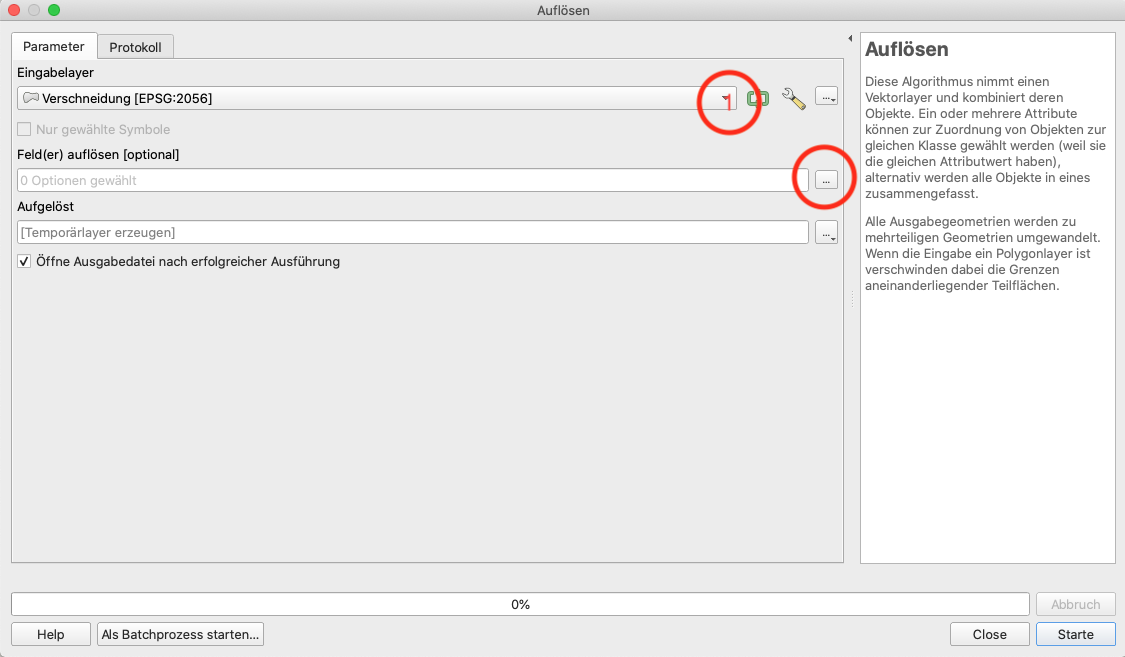 Auflösen
Parameter
Protokoll
Eingabelayer
Verschneidung [EPSG:2056]
1
...
Nur gewählte Symbole
Feld(er) auflösen [optional]
0 Optionen gewählt
...
Aufgelöst
[Temporärlayer erzeugen]
...
Öffne Ausgabedatei nach erfolgreicher Ausführung
Auflösen
Diese Algorithmus nimmt einen
Vektorlayer und kombiniert deren
Objekte. Ein oder mehrere Attribute
können zur Zuordnung von Objekten zur
gleichen Klasse gewählt werden (weil sie
die gleichen Attributwert haben),
alternativ werden alle Objekte in eines
zusammengefasst.
Alle Ausgabegeometrien werden zu
mehrteiligen Geometrien umgewandelt.
Wenn die Eingabe ein Polygonlayer ist
verschwinden dabei die Grenzen
aneinanderliegender Teilflächen.
0%
Abbruch
Help
Als Batchprozess starten...
Close
Starte